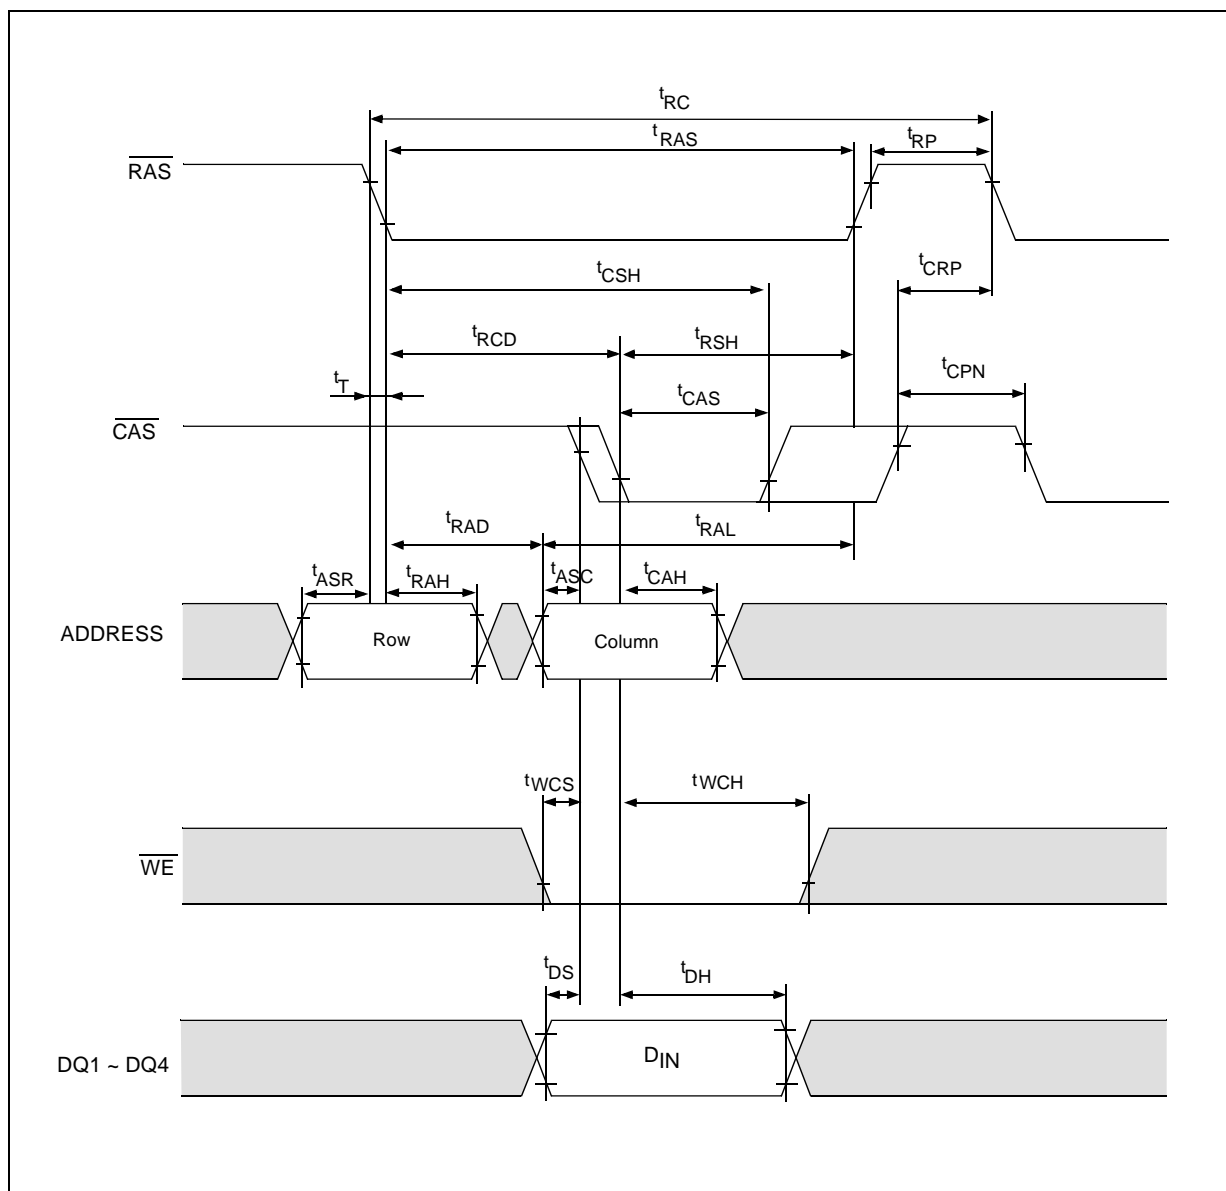 tRC
tRAS
tRP
RAS
tCSH
tCRP
tRCD
tRSH
tCPN
tT
tCAS
CAS
tRAD
tRAL
tASR
tRAH
tASC
tCAH
ADDRESS
Row
Column
tWCS
tWCH
WE
tDS
tDH
DQ1 ~ DQ4
DIN